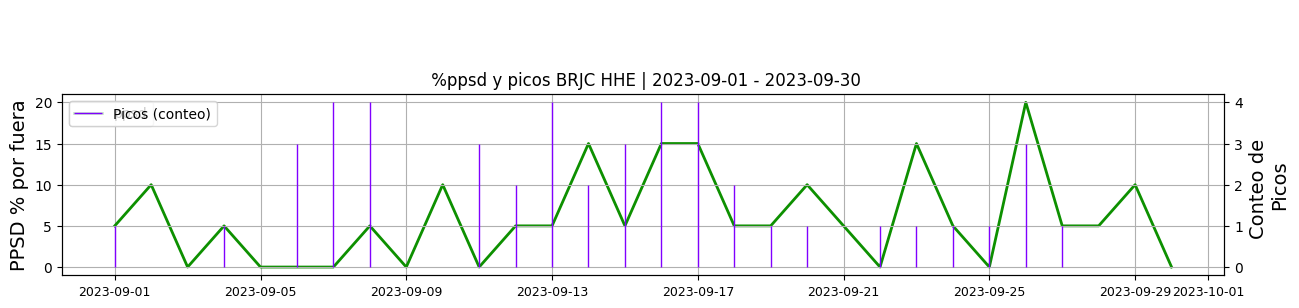 %ppsd y picos BRJC HHE | 2023-09-01 - 2023-09-30
PPSD % por fuera
20
15
10
5
0
Picos (conteo)
4
3
2
1
0
Conteo de
Picos
2023-09-01 2023-09-05 2023-09-09 2023-09-13 2023-09-17 2023-09-21 2023-09-25 2023-09-29 2023-10-01